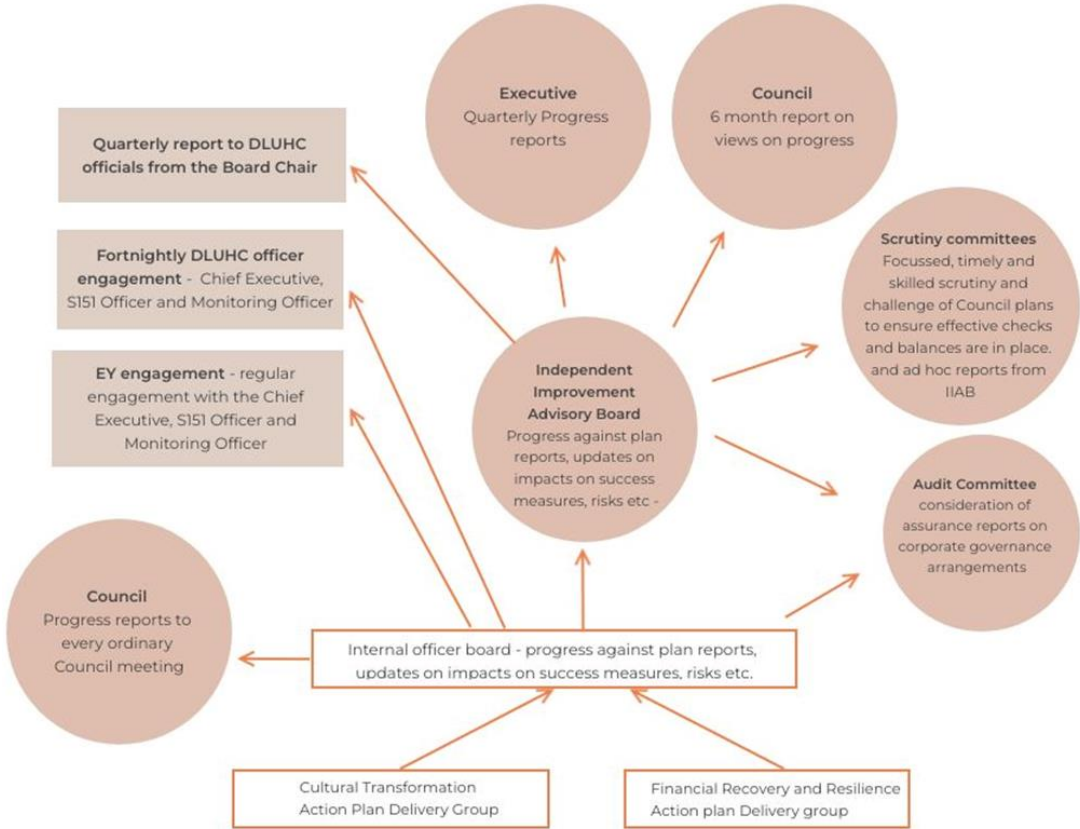 Executive
Quarterly Progress
reports
Council
6 month report on
views on progress
Quarterly report to DLUHC
officials from the Board Chair
Fortnightly DLUHC officer
engagement - Chief Executive,
S151 Officer and Monitoring Officer
EY engagement - regular
engagement with the Chief
Executive, S151 Officer and
Monitoring Officer
Scrutiny committees
Focussed, timely and
skilled scrutiny and
challenge of Council plans
to ensure effective checks
and balances are in place.
and ad hoc reports from
IIAB
Independent
Improvement
Advisory Board
Progress against plan
reports, updates on
impacts on success
measures, risks etc -
Audit Committee
consideration of
assurance reports on
corporate governance
arrangements
Council
Progress reports to
every ordinary
Council meeting
Internal officer board - progress against plan reports,
updates on impacts on success measures, risks etc.
Cultural Transformation
Action Plan Delivery Group
Financial Recovery and Resilience
Action plan Delivery group